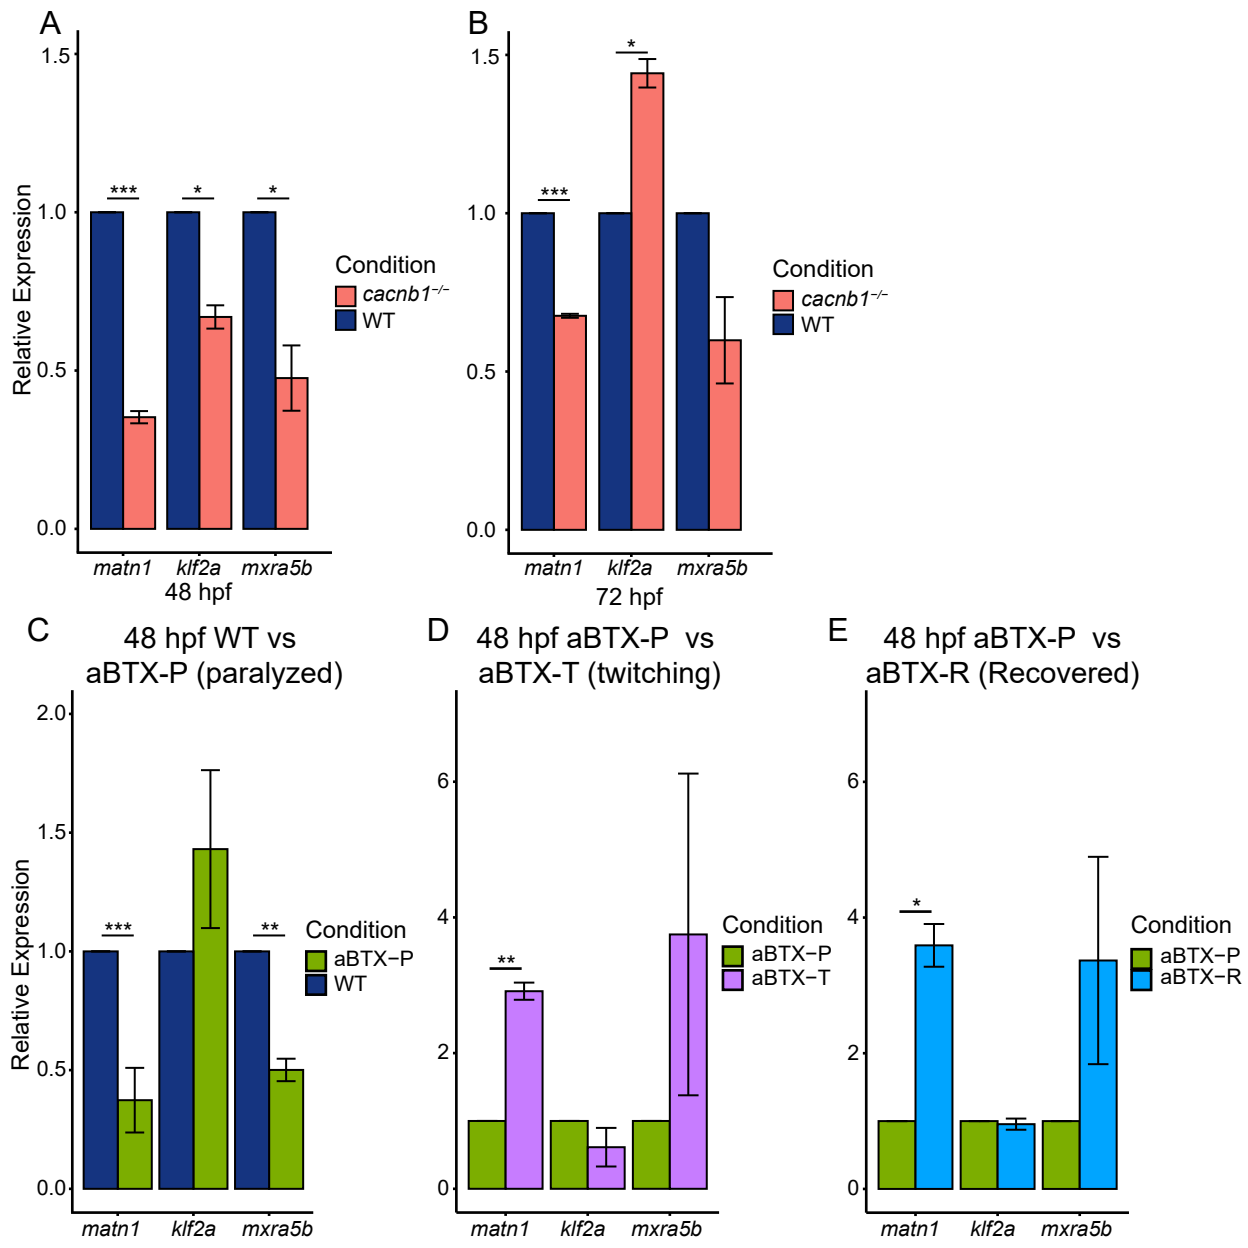 A
1.5
1.0
0.5
0.0
Relative Expression
***
*
*
Condition
cacnb1−/−
WT
matn1 klf2a mxra5b
48 hpf
B
1.5
1.0
0.5
0.0
***
*
Condition
cacnb1−/−
WT
matn1 klf2a mxra5b
72 hpf
C
48 hpf WT vs
aBTX-P (paralyzed)
2.0
1.5
1.0
0.5
0.0
Relative Expression
***
**
Condition
aBTX−P
WT
matn1 klf2a mxra5b
D
48 hpf aBTX-P vs
aBTX-T (twitching)
6
4
2
0
**
Condition
aBTX−P
aBTX−T
matn1 klf2a mxra5b
E
48 hpf aBTX-P vs
aBTX-R (Recovered)
6
4
2
0
*
Condition
aBTX−P
aBTX−R
matn1 klf2a mxra5b